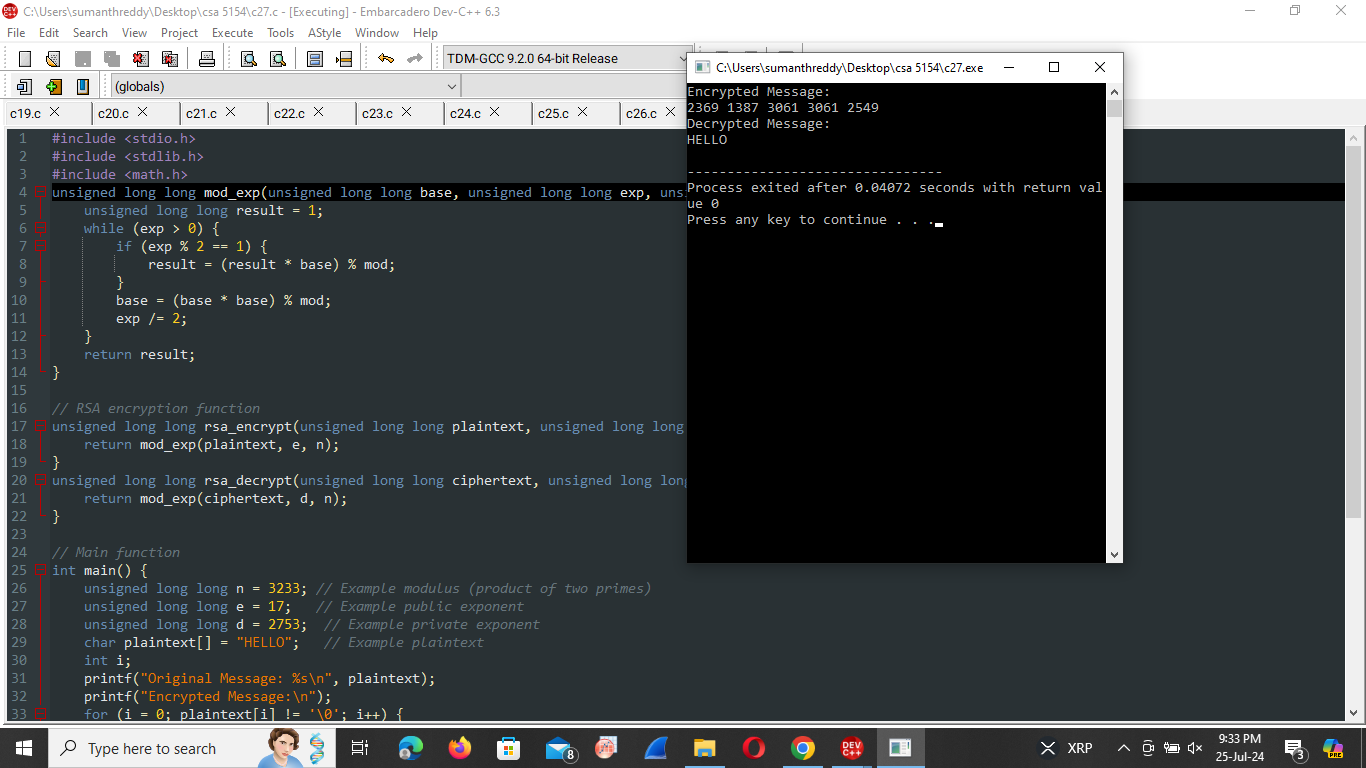 C:\Users\sumanthreddy\Desktop\csa 5154\c27.c - [Executing] - Embarcadero Dev-C++ 6.3
File Edit Search View Project Execute Tools AStyle Window Help
TDM-GCC 9.2.0 64-bit Release
(globals)
c19.c c20.c c21.c c22.c c23.c c24.c c25.c c26.c
1 #include <stdio.h>
2 #include <stdlib.h>
3 #include <math.h>
4 unsigned long long mod_exp(unsigned long long base, unsigned long long exp, uns
5 unsigned long long result = 1;
6 while (exp > 0) {
7 if (exp % 2 == 1) {
8 result = (result * base) % mod;
9 }
10 base = (base * base) % mod;
11 exp /= 2;
12 }
13 return result;
14 }
15
16 // RSA encryption function
17 unsigned long long rsa_encrypt(unsigned long long plaintext, unsigned long long
18 return mod_exp(plaintext, e, n);
19 }
20 unsigned long long rsa_decrypt(unsigned long long ciphertext, unsigned long lon
21 return mod_exp(ciphertext, d, n);
22 }
23
24 // Main function
25 int main() {
26 unsigned long long n = 3233; // Example modulus (product of two primes)
27 unsigned long long e = 17; // Example public exponent
28 unsigned long long d = 2753; // Example private exponent
29 char plaintext[] = "HELLO"; // Example plaintext
30 int i;
31 printf("Original Message: %s\n", plaintext);
32 printf("Encrypted Message:\n");
33 for (i = 0; plaintext[i] != '\0'; i++) {
C:\Users\sumanthreddy\Desktop\csa 5154\c27.exe
Encrypted Message:
2369 1387 3061 3061 2549
Decrypted Message:
HELLO
--------------------------------
Process exited after 0.04072 seconds with return val
ue 0
Press any key to continue . . .
Type here to search
8
DEV C++
XRP
9:33 PM
25-Jul-24
3
PRE